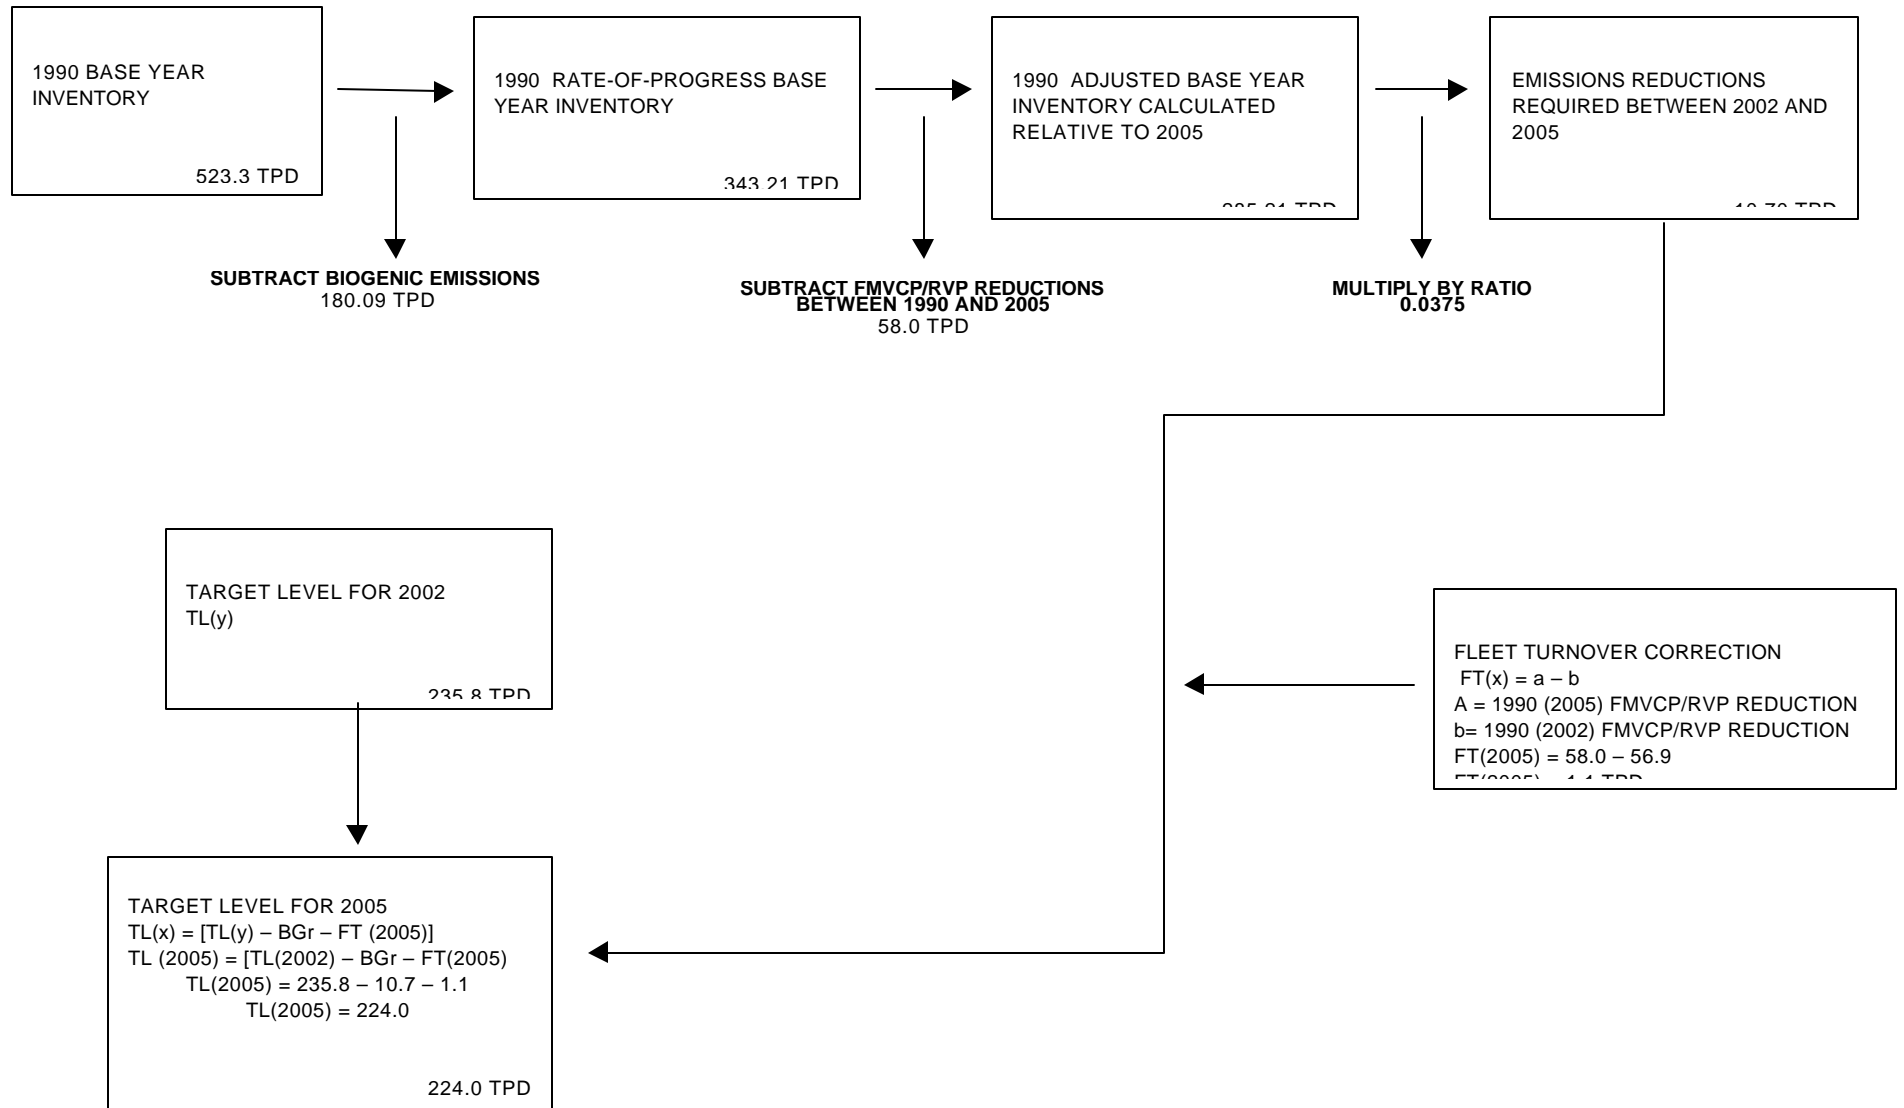 1990 BASE YEAR
INVENTORY
523.3 TPD
1990 RATE-OF-PROGRESS BASE
YEAR INVENTORY
343.21 TPD
1990 ADJUSTED BASE YEAR
INVENTORY CALCULATED
RELATIVE TO 2005
EMISSIONS REDUCTIONS
REQUIRED BETWEEN 2002 AND
2005
SUBTRACT BIOGENIC EMISSIONS
180.09 TPD
SUBTRACT FMVCP/RVP REDUCTIONS
BETWEEN 1990 AND 2005
58.0 TPD
MULTIPLY BY RATIO
0.0375
TARGET LEVEL FOR 2002
TL(y)
235.8 TPD
FLEET TURNOVER CORRECTION
FT(x) = a – b
A = 1990 (2005) FMVCP/RVP REDUCTION
b= 1990 (2002) FMVCP/RVP REDUCTION
FT(2005) = 58.0 – 56.9
TARGET LEVEL FOR 2005
TL(x) = [TL(y) – BGr – FT (2005)]
TL (2005) = [TL(2002) – BGr – FT(2005)
TL(2005) = 235.8 – 10.7 – 1.1
TL(2005) = 224.0
224.0 TPD